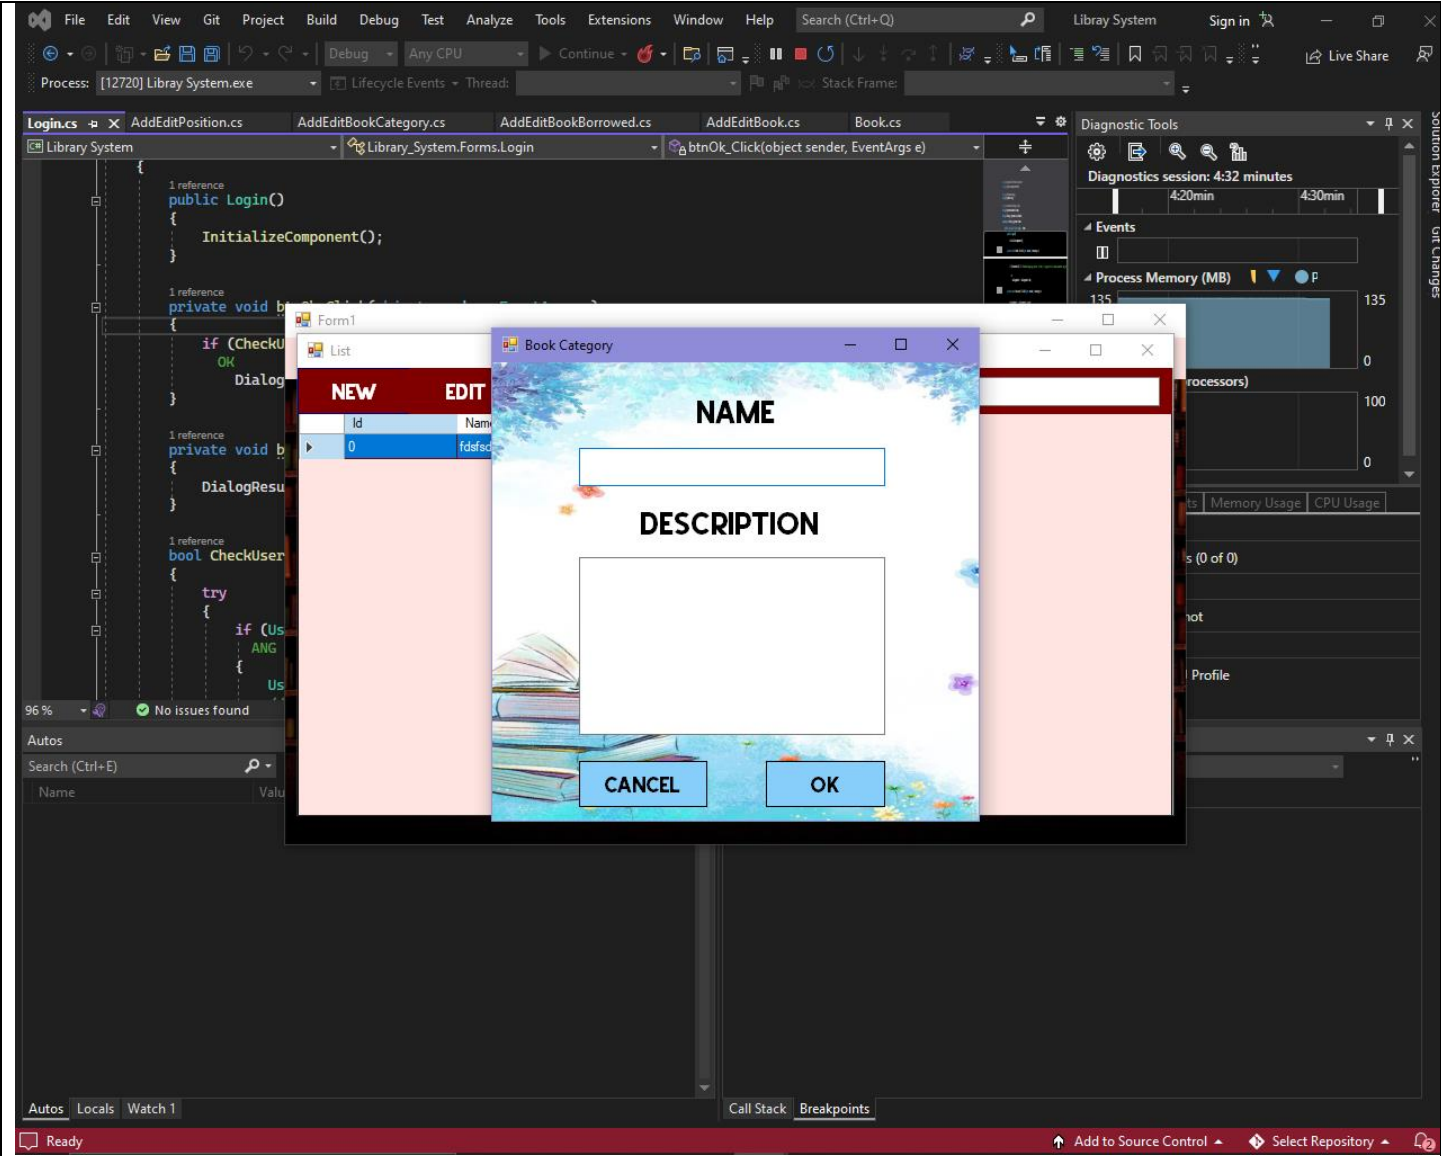 File Edit View Git Project Build Debug Test Analyze Tools Extensions Window Help Search (Ctrl+Q) Libray System Sign in
Debug Any CPU Continue Live Share
Process: [12720] Libray System.exe Lifecycle Events Thread: Stack Frame:
Login.cs AddEditPosition.cs AddEditBookCategory.cs AddEditBookBorrowed.cs AddEditBook.cs Book.cs
Library System Library_System.Forms.Login btnOk_Click(object sender, EventArgs e)
{
1 reference
public Login()
{
InitializeComponent();
}
1 reference
private void b
{
if (CheckU
OK
Dialog
}
1 reference
private void b
{
DialogResu
}
1 reference
bool CheckUser
{
try
{
if (Us
ANG
{
Us
96 % No issues found
Form1
List
NEW EDIT
Id Nam
0 fdsfsd
Book Category
NAME
DESCRIPTION
CANCEL OK
Diagnostic Tools
Diagnostics session: 4:32 minutes
4:20min 4:30min
Events
Process Memory (MB) P
135 135
0
rocessors)
100
0
ts Memory Usage CPU Usage
s (0 of 0)
hot
Profile
Solution Explorer
Git Changes
Autos
Search (Ctrl+E)
Name Valu
Autos Locals Watch 1
Call Stack Breakpoints
Ready Add to Source Control Select Repository 2